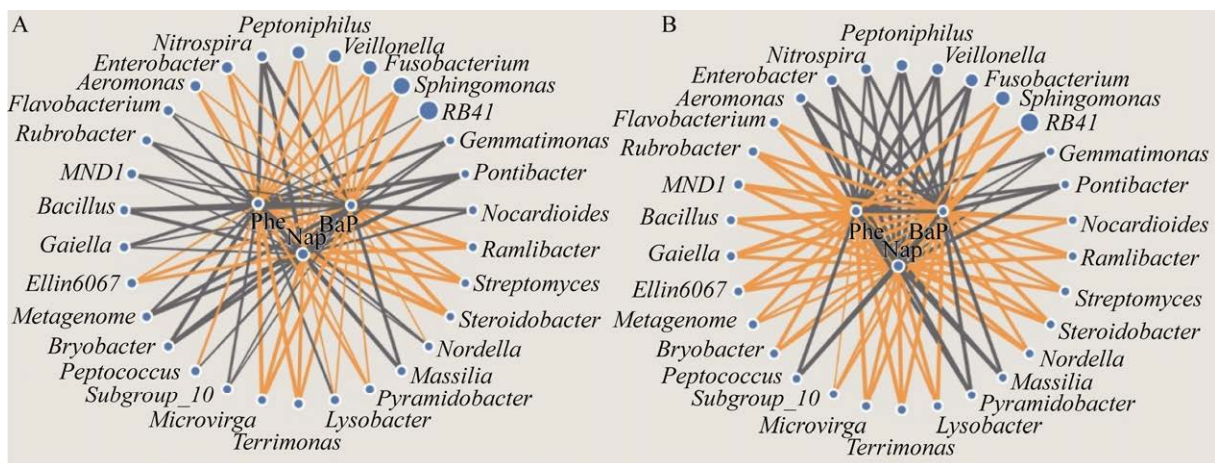 A
Peptoniphilus
Nitrospira
Veillonella
Enterobacter
Fusobacterium
Aeromonas
Sphingomonas
Flavobacterium
RB41
Rubrobacter
Gemmatimonas
MND1
Pontibacter
Bacillus
Nocardioides
Phe
BaP
Nap
Gaiella
Ramlibacter
Ellin6067
Streptomyces
Metagenome
Steroidobacter
Bryobacter
Nordella
Peptococcus
Massilia
Subgroup_10
Pyramidobacter
Microvirga
Lysobacter
Terrimonas
B
Peptoniphilus
Nitrospira
Veillonella
Enterobacter
Fusobacterium
Aeromonas
Sphingomonas
Flavobacterium
RB41
Rubrobacter
Gemmatimonas
MND1
Pontibacter
Bacillus
Nocardioides
Phe
BaP
Nap
Gaiella
Ramlibacter
Ellin6067
Streptomyces
Metagenome
Steroidobacter
Bryobacter
Nordella
Peptococcus
Massilia
Subgroup_10
Pyramidobacter
Microvirga
Lysobacter
Terrimonas